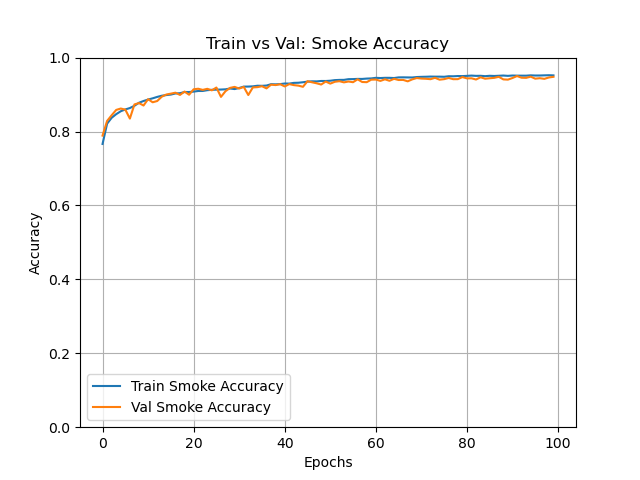 Train vs Val: Smoke Accuracy
1.0
0.8
0.6
0.4
0.2
0.0
Accuracy
Train Smoke Accuracy
Val Smoke Accuracy
0 20 40 60 80 100
Epochs